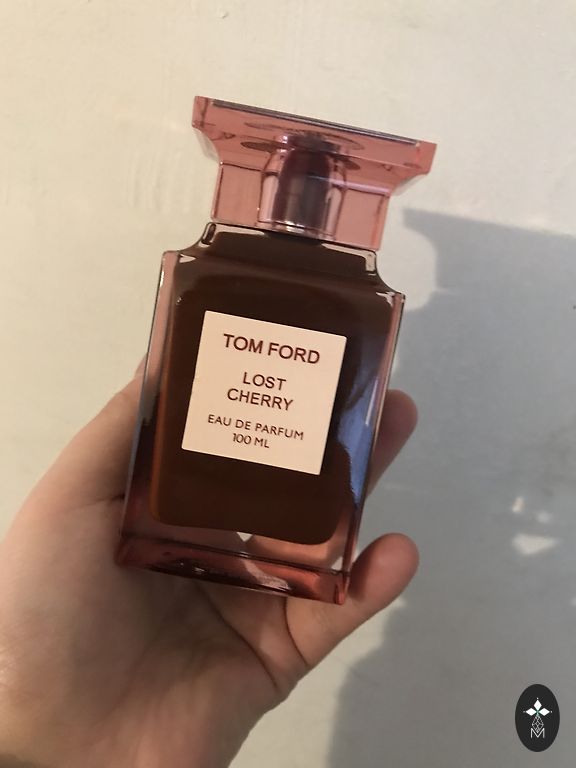 TOM FORD
LOST
CHERRY
EAU DE PARFUM
100 ML
M